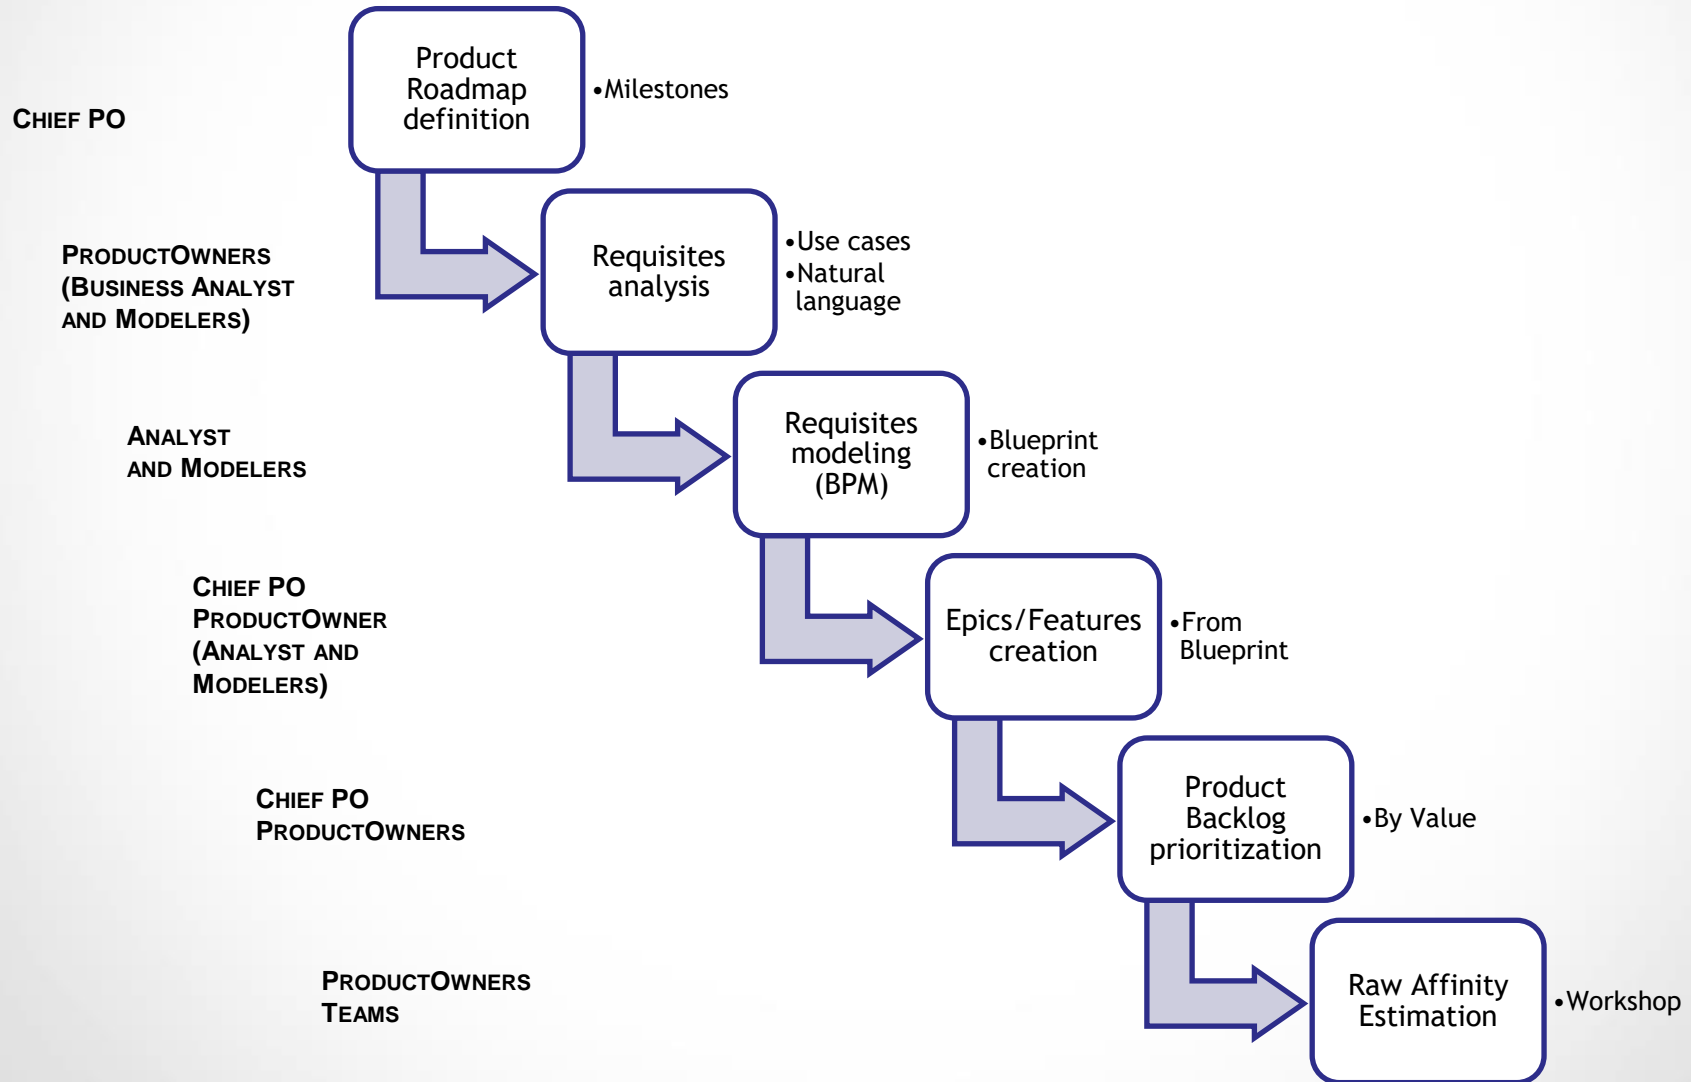 Product
Roadmap
definition
•Milestones
CHIEF PO
PRODUCTOWNERS
(BUSINESS ANALYST
AND MODELERS)
Requisites
analysis
•Use cases
•Natural
language
ANALYST
AND MODELERS
Requisites
modeling
(BPM)
•Blueprint
creation
CHIEF PO
PRODUCTOWNER
(ANALYST AND
MODELERS)
Epics/Features
creation
•From
Blueprint
CHIEF PO
PRODUCTOWNERS
Product
Backlog
prioritization
•By Value
PRODUCTOWNERS
TEAMS
Raw Affinity
Estimation
•Workshop